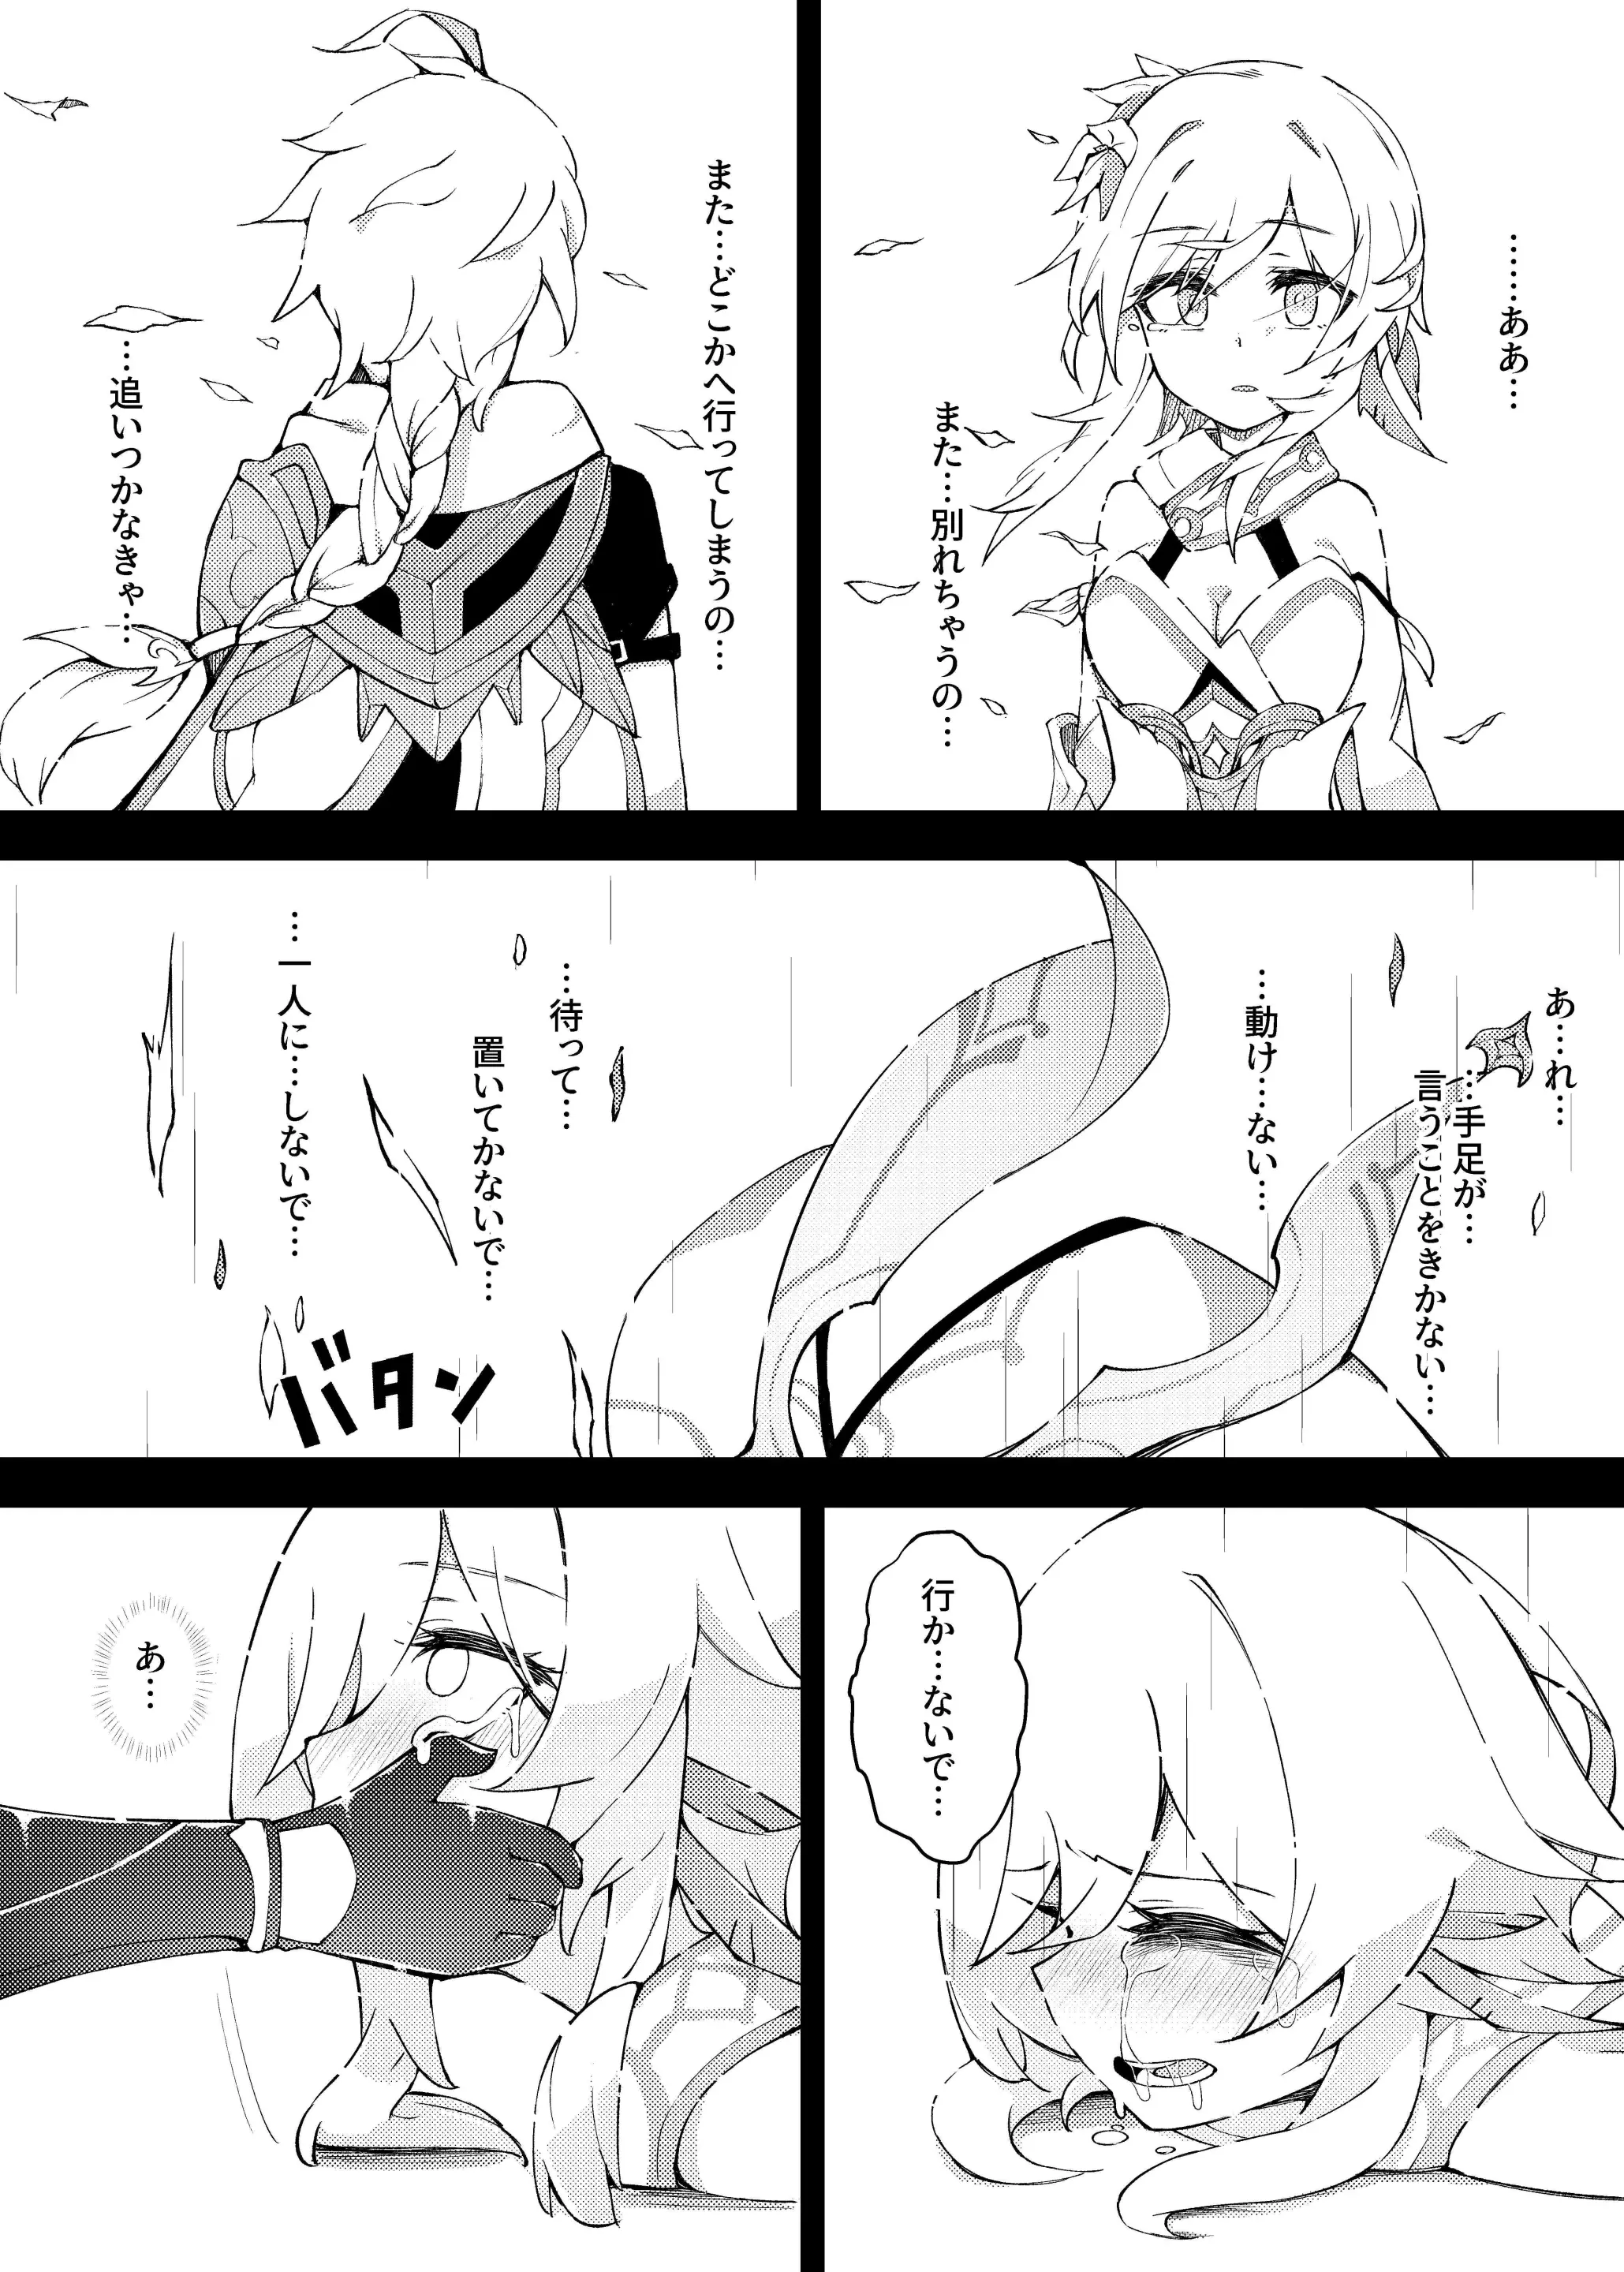 ……ああ…
また…別れちゃうの…
また…どこかへ行ってしまうの…
…追いつかなきゃ…
あ…れ…
…手足が…
言うことをきかない…
…動け…ない…
…待って…
置いてかないで…
…一人に…しないで…
バタン
行か…ないで…
あ…